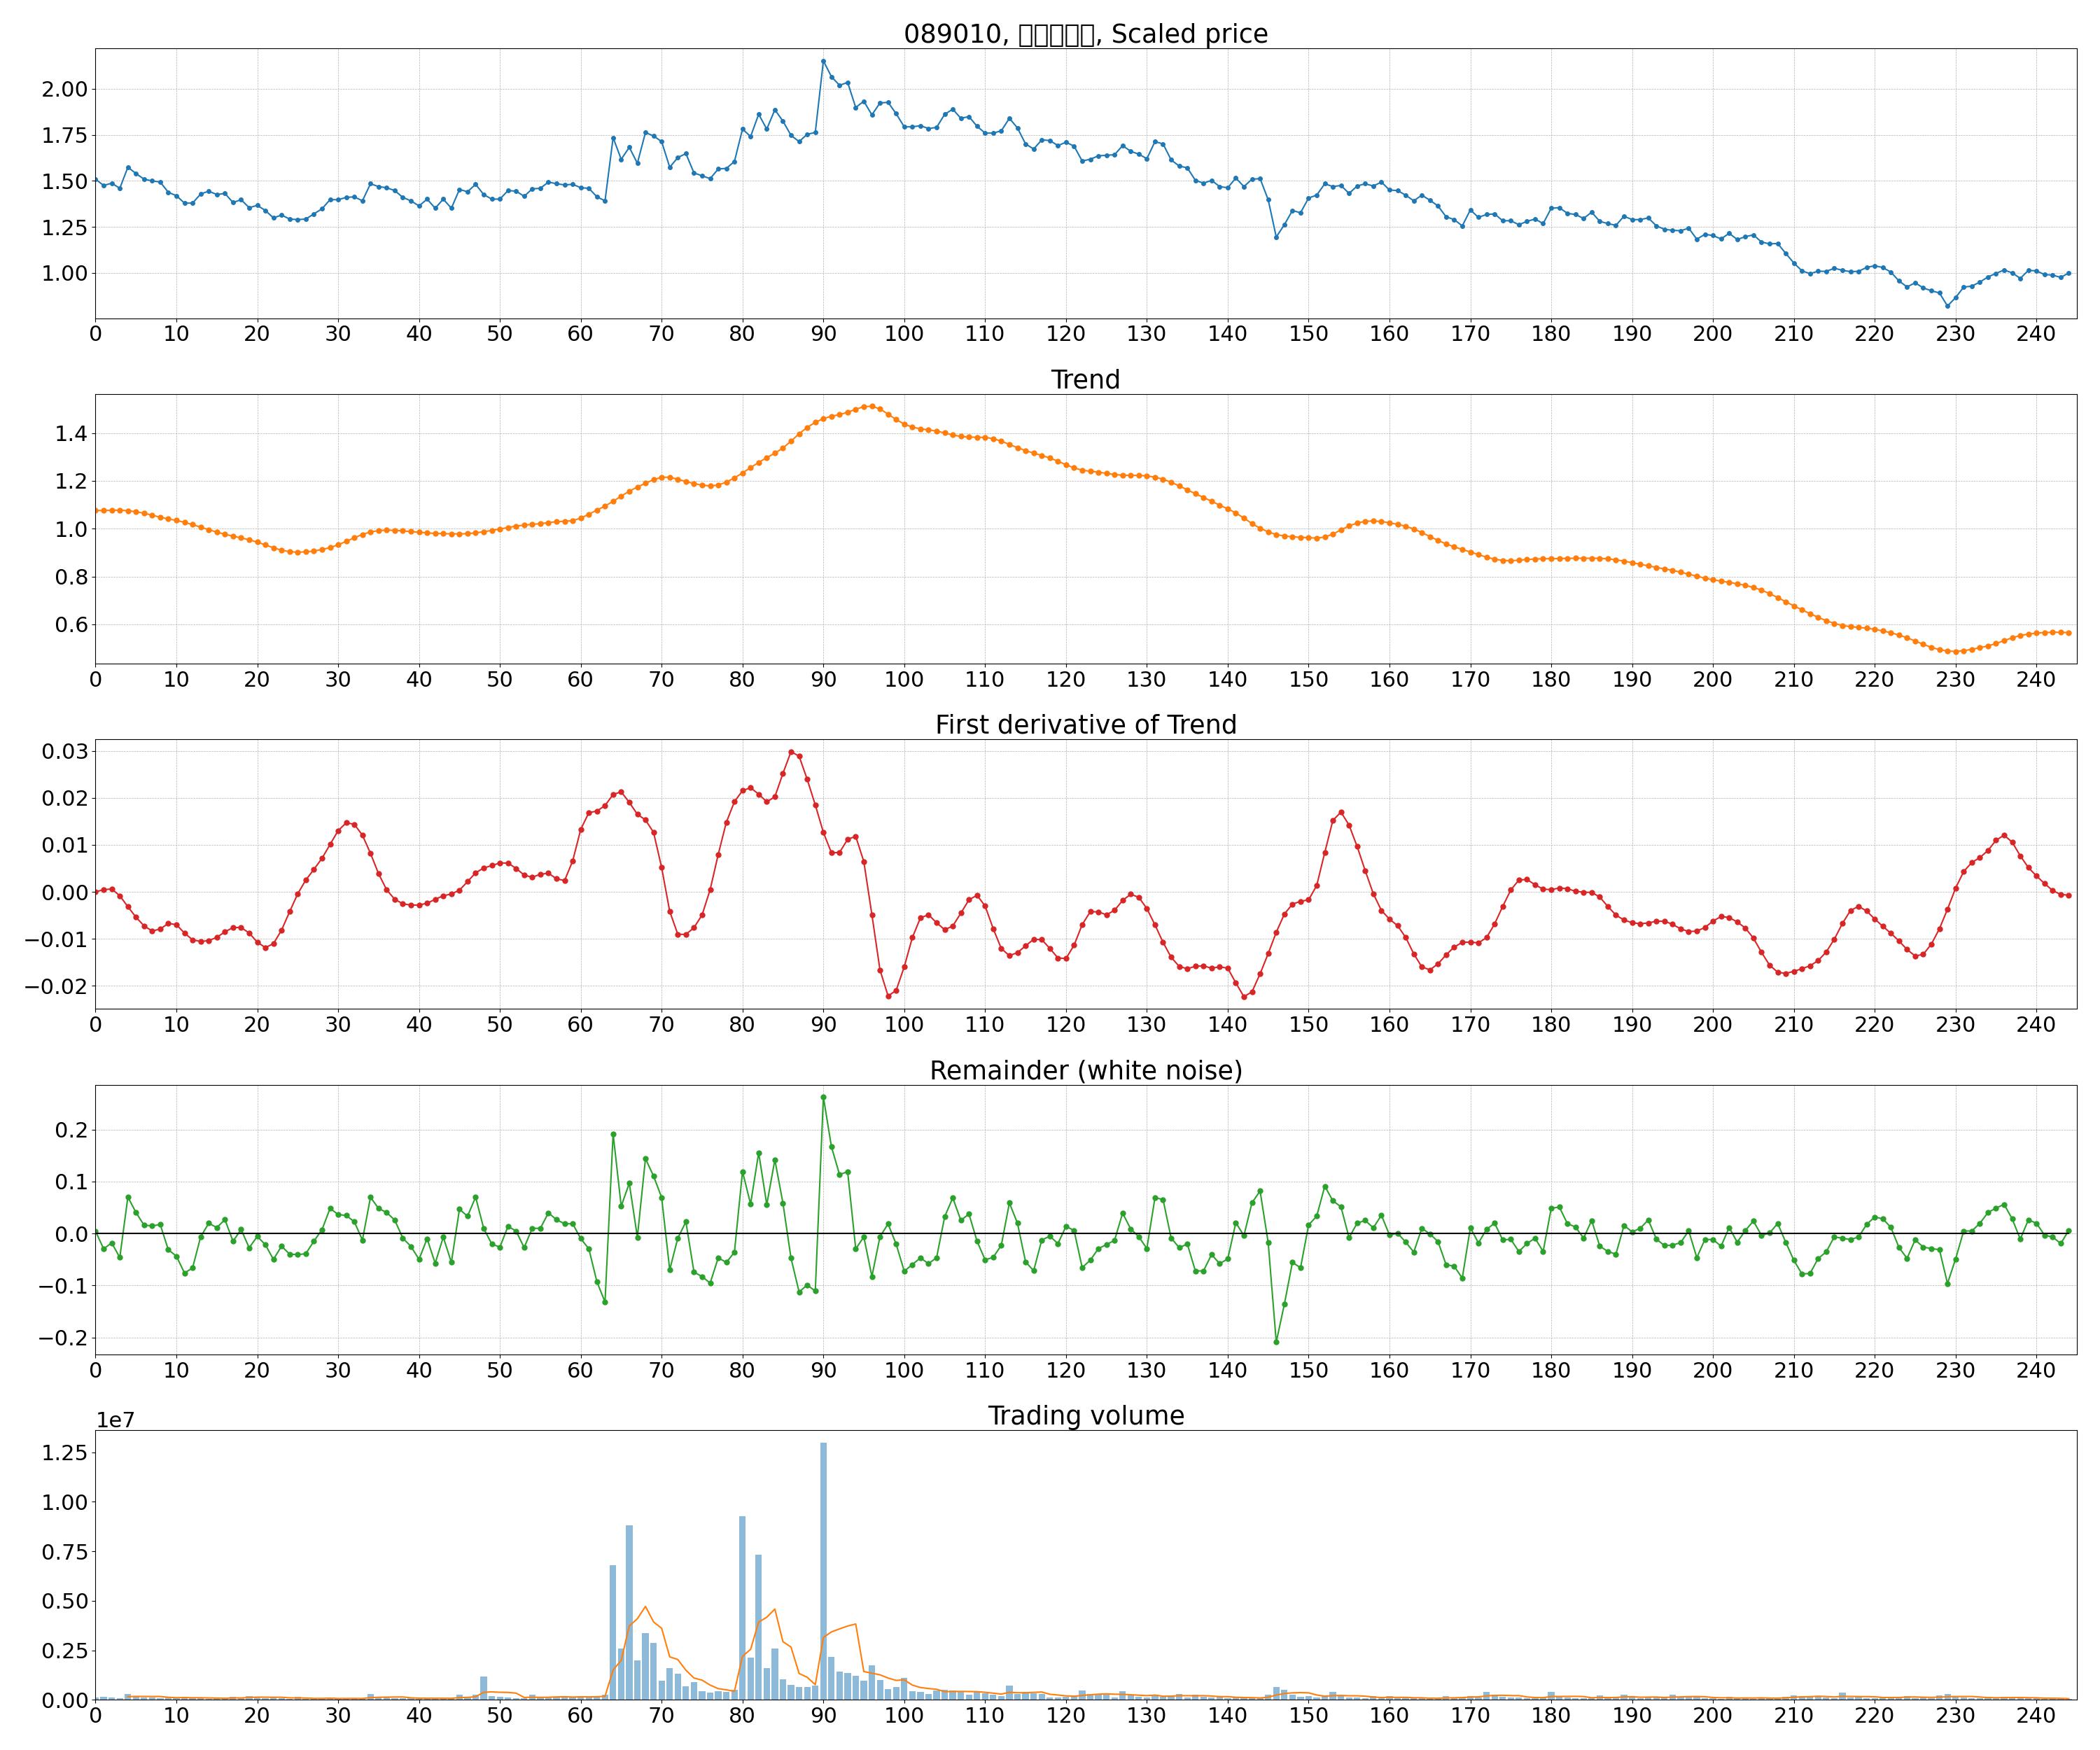 089010, □□□□□, Scaled price
2.00
1.75
1.50
1.25
1.00
0 10 20 30 40 50 60 70 80 90 100 110 120 130 140 150 160 170 180 190 200 210 220 230 240
Trend
1.4
1.2
1.0
0.8
0.6
0 10 20 30 40 50 60 70 80 90 100 110 120 130 140 150 160 170 180 190 200 210 220 230 240
First derivative of Trend
0.03
0.02
0.01
0.00
−0.01
−0.02
0 10 20 30 40 50 60 70 80 90 100 110 120 130 140 150 160 170 180 190 200 210 220 230 240
Remainder (white noise)
0.2
0.1
0.0
−0.1
−0.2
0 10 20 30 40 50 60 70 80 90 100 110 120 130 140 150 160 170 180 190 200 210 220 230 240
Trading volume
1e7
1.25
1.00
0.75
0.50
0.25
0.00
0 10 20 30 40 50 60 70 80 90 100 110 120 130 140 150 160 170 180 190 200 210 220 230 240